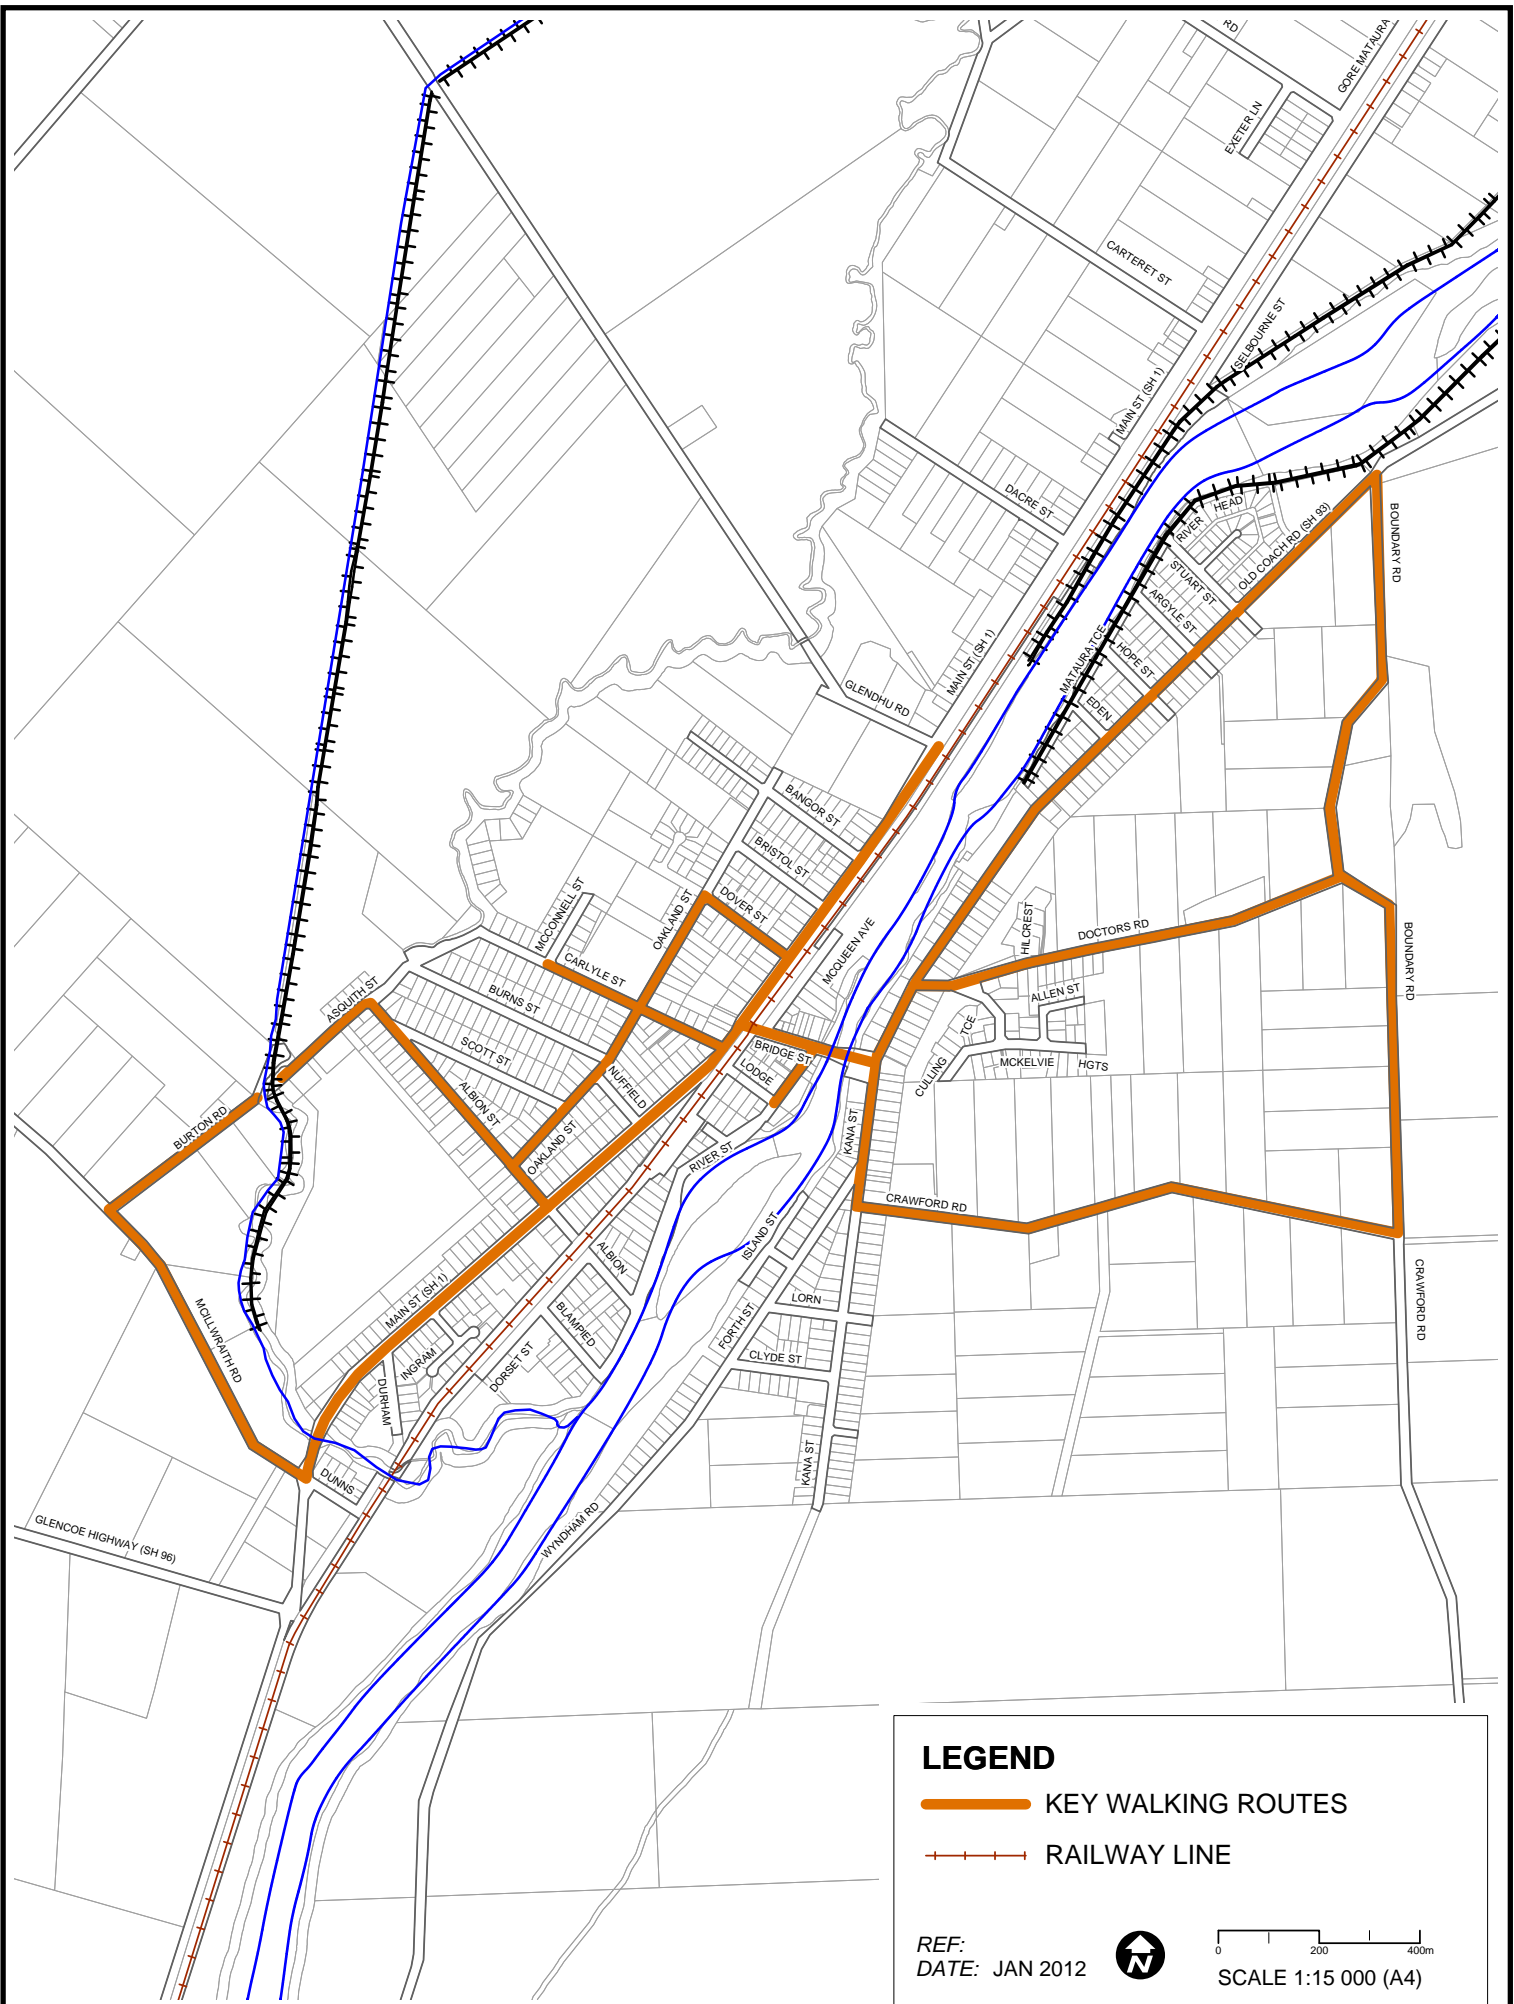 RD
GORE MATAURA
EXETER LN
CARTERET ST
SELBOURNE ST
MAIN ST (SH 1)
DACRE ST
RIVER
HEAD
OLD COACH RD (SH 93)
BOUNDARY RD
STUART ST
ARGYLE ST
MATAURA TCE
HOPE ST
EDEN
MAIN ST (SH 1)
GLENDHU RD
BANGOR ST
BRISTOL ST
DOVER ST
OAKLAND ST
MCCONNELL ST
CARLYLE ST
MCQUEEN AVE
HILCREST
DOCTORS RD
BOUNDARY RD
ASQUITH ST
BURNS ST
SCOTT ST
ALBION ST
NUFFIELD
BRIDGE ST
LODGE
ALLEN ST
CULLING
TCE
MCKELVIE
HGTS
BURTON RD
OAKLAND ST
RIVER ST
KANA ST
CRAWFORD RD
ISLAND ST
ALBION
MCILLWRAITH RD
MAIN ST (SH 1)
BLAMPIED
LORN
FORTH ST
CLYDE ST
CRAWFORD RD
INGRAM
DURHAM
DORSET ST
KANA ST
DUNNS
GLENCOE HIGHWAY (SH 96)
WYNDHAM RD
LEGEND
KEY WALKING ROUTES
RAILWAY LINE
REF:
DATE: JAN 2012
N
0 200 400m
SCALE 1:15 000 (A4)